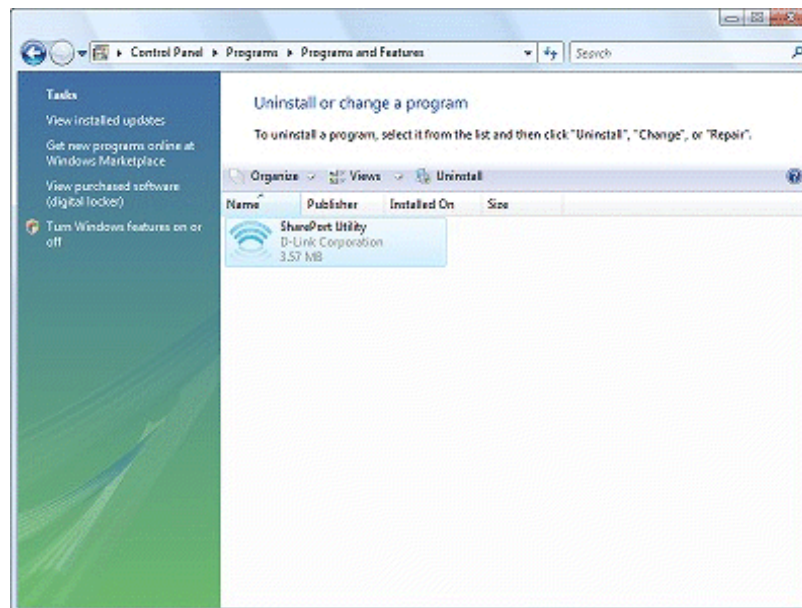 Control Panel ▸ Programs ▸ Programs and Features
Search
Tasks
View installed updates
Get new programs online at
Windows Marketplace
View purchased software
(digital locker)
Turn Windows features on or
off
Uninstall or change a program
To uninstall a program, select it from the list and then click "Uninstall", "Change", or "Repair".
Organize Views Uninstall
Name Publisher Installed On Size
SharePort Utility
D-Link Corporation
3.57 MB